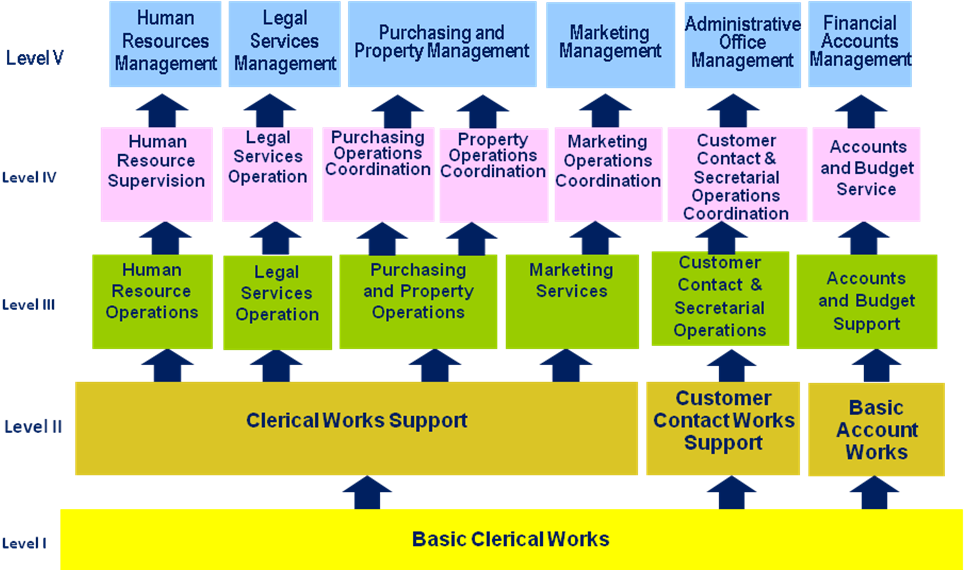 Level V
Human
Resources
Management
Legal
Services
Management
Purchasing and
Property Management
Marketing
Management
Administrative
Office
Management
Financial
Accounts
Management
Level IV
Human
Resource
Supervision
Legal
Services
Operation
Purchasing
Operations
Coordination
Property
Operations
Coordination
Marketing
Operations
Coordination
Customer
Contact &
Secretarial
Operations
Coordination
Accounts
and Budget
Service
Level III
Human
Resource
Operations
Legal
Services
Operation
Purchasing
and Property
Operations
Marketing
Services
Customer
Contact &
Secretarial
Operations
Accounts
and Budget
Support
Level II
Clerical Works Support
Customer
Contact Works
Support
Basic
Account
Works
Level I
Basic Clerical Works